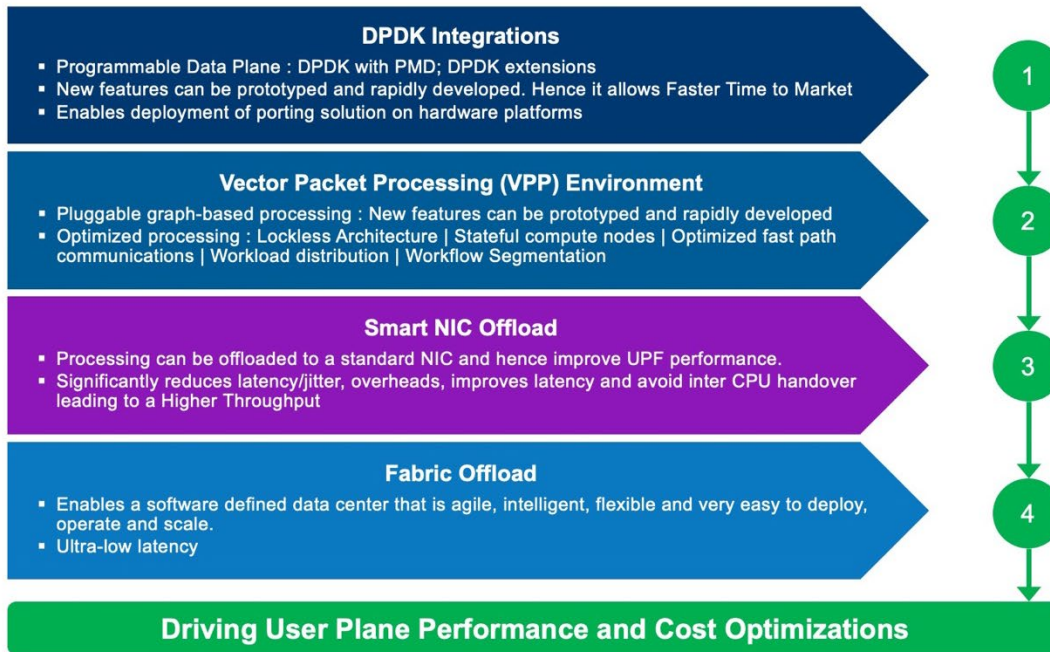 DPDK Integrations
▪ Programmable Data Plane : DPDK with PMD; DPDK extensions
▪ New features can be prototyped and rapidly developed. Hence it allows Faster Time to Market
▪ Enables deployment of porting solution on hardware platforms
1
Vector Packet Processing (VPP) Environment
▪ Pluggable graph-based processing : New features can be prototyped and rapidly developed
▪ Optimized processing : Lockless Architecture | Stateful compute nodes | Optimized fast path
communications | Workload distribution | Workflow Segmentation
2
Smart NIC Offload
▪ Processing can be offloaded to a standard NIC and hence improve UPF performance.
▪ Significantly reduces latency/jitter, overheads, improves latency and avoid inter CPU handover
leading to a Higher Throughput
3
Fabric Offload
▪ Enables a software defined data center that is agile, intelligent, flexible and very easy to deploy,
operate and scale.
▪ Ultra-low latency
4
Driving User Plane Performance and Cost Optimizations